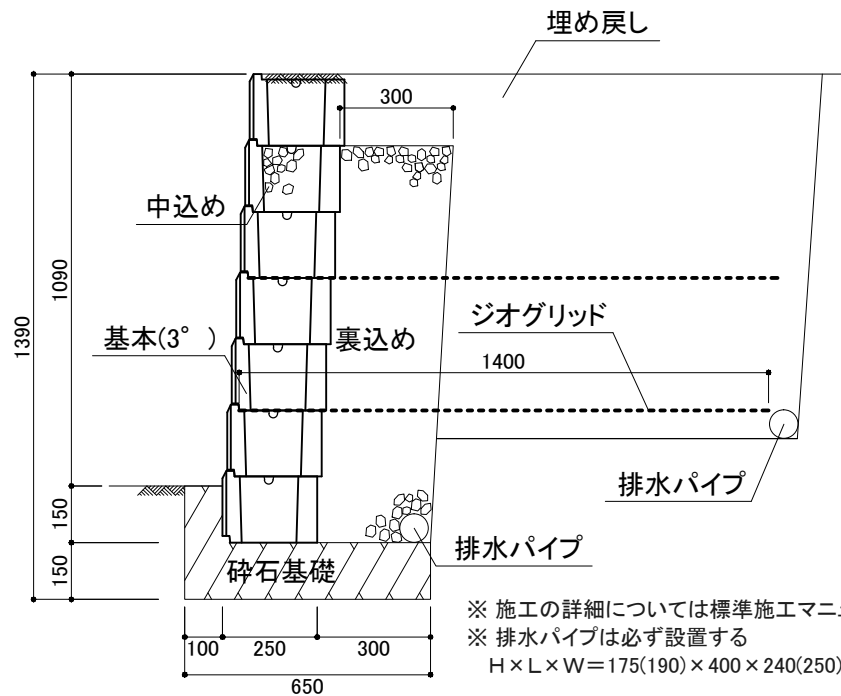 埋め戻し
300
中込め
1090
1390
ジオグリッド
基本(3°)
裏込め
1400
排水パイプ
150
排水パイプ
150
砕石基礎
※ 施工の詳細については標準施工マニ
100
250
300
※ 排水パイプは必ず設置する
H×L×W=175(190)×400×240(250)
650